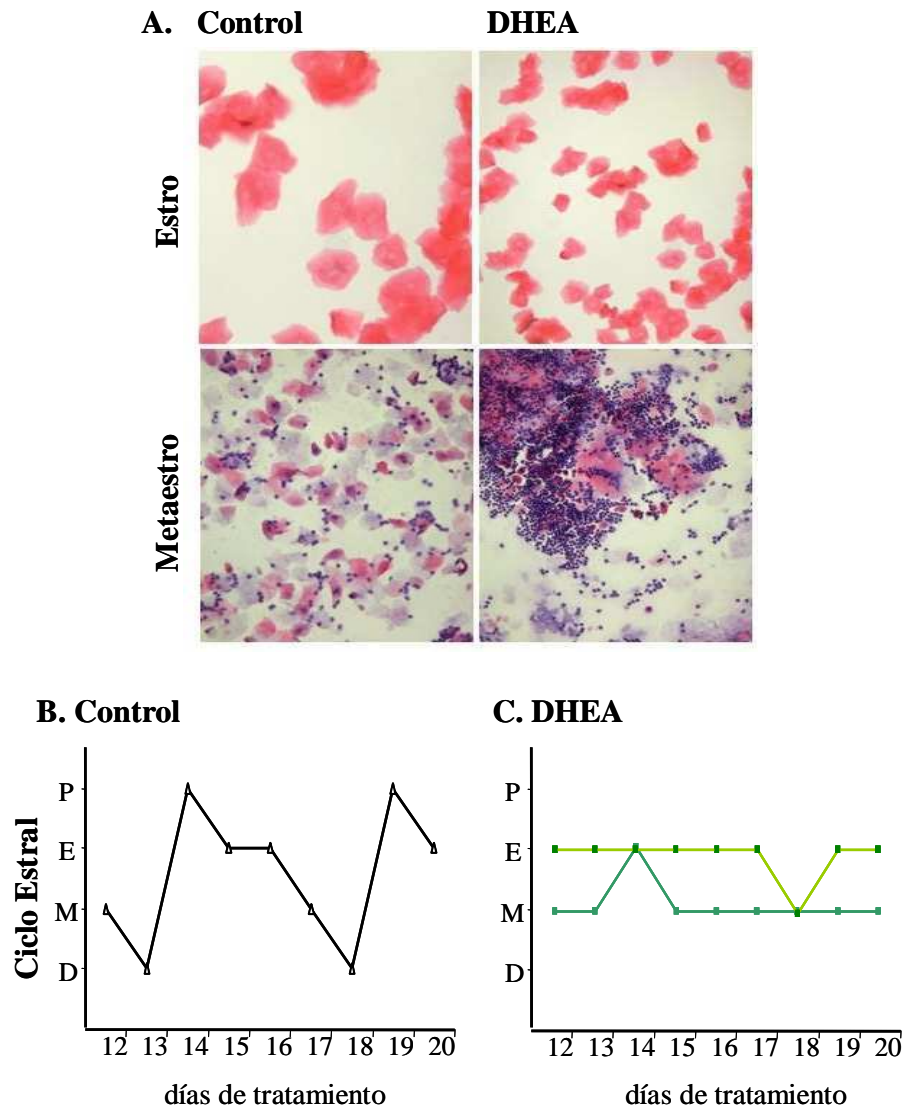 A. Control DHEA
Estro
Metaestro
B. Control
C. DHEA
Ciclo Estral
P
E
M
D
12 13 14 15 16 17 18 19 20
días de tratamiento
P
E
M
D
12 13 14 15 16 17 18 19 20
días de tratamiento